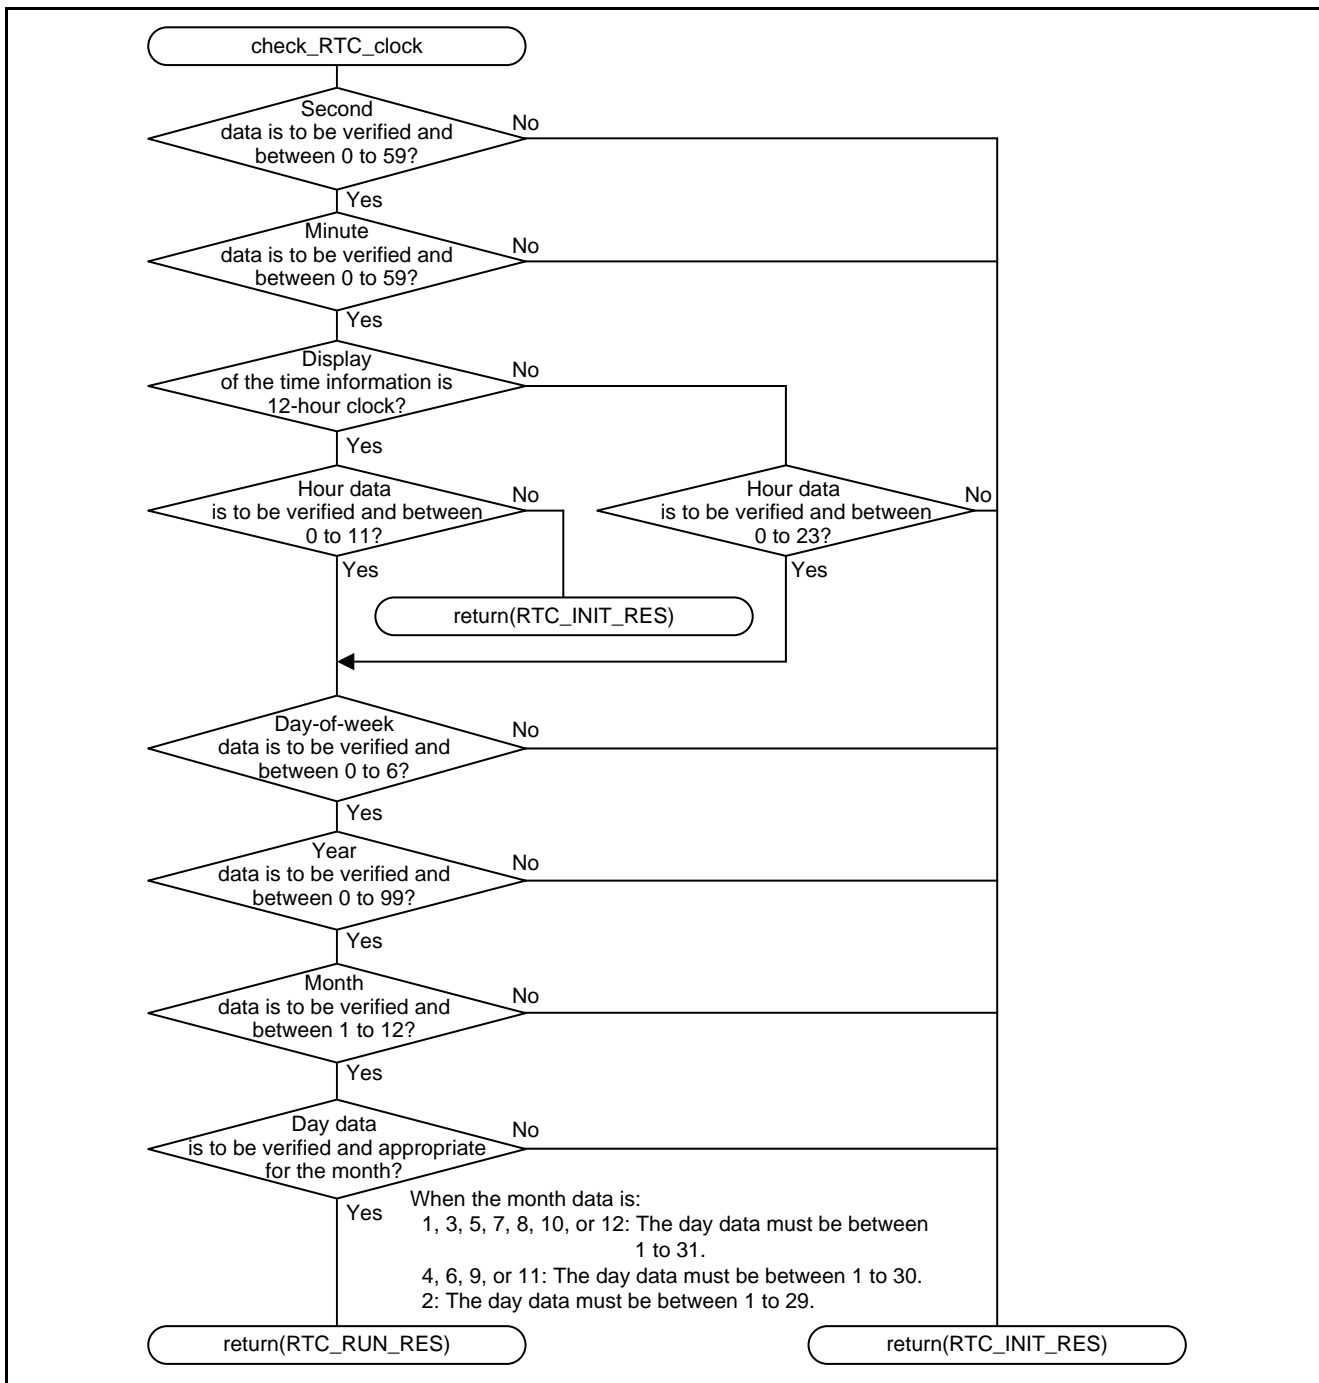 check_RTC_clock
Second
data is to be verified and
between 0 to 59?
No
Yes
Minute
data is to be verified and
between 0 to 59?
No
Yes
Display
of the time information is
12-hour clock?
No
Yes
Hour data
is to be verified and between
0 to 11?
No
Yes
Hour data
is to be verified and between
0 to 23?
No
Yes
return(RTC_INIT_RES)
Day-of-week
data is to be verified and
between 0 to 6?
No
Yes
Year
data is to be verified and
between 0 to 99?
No
Yes
Month
data is to be verified and
between 1 to 12?
No
Yes
Day data
is to be verified and appropriate
for the month?
No
Yes
When the month data is:
1, 3, 5, 7, 8, 10, or 12: The day data must be between
1 to 31.
4, 6, 9, or 11: The day data must be between 1 to 30.
2: The day data must be between 1 to 29.
return(RTC_RUN_RES)
return(RTC_INIT_RES)